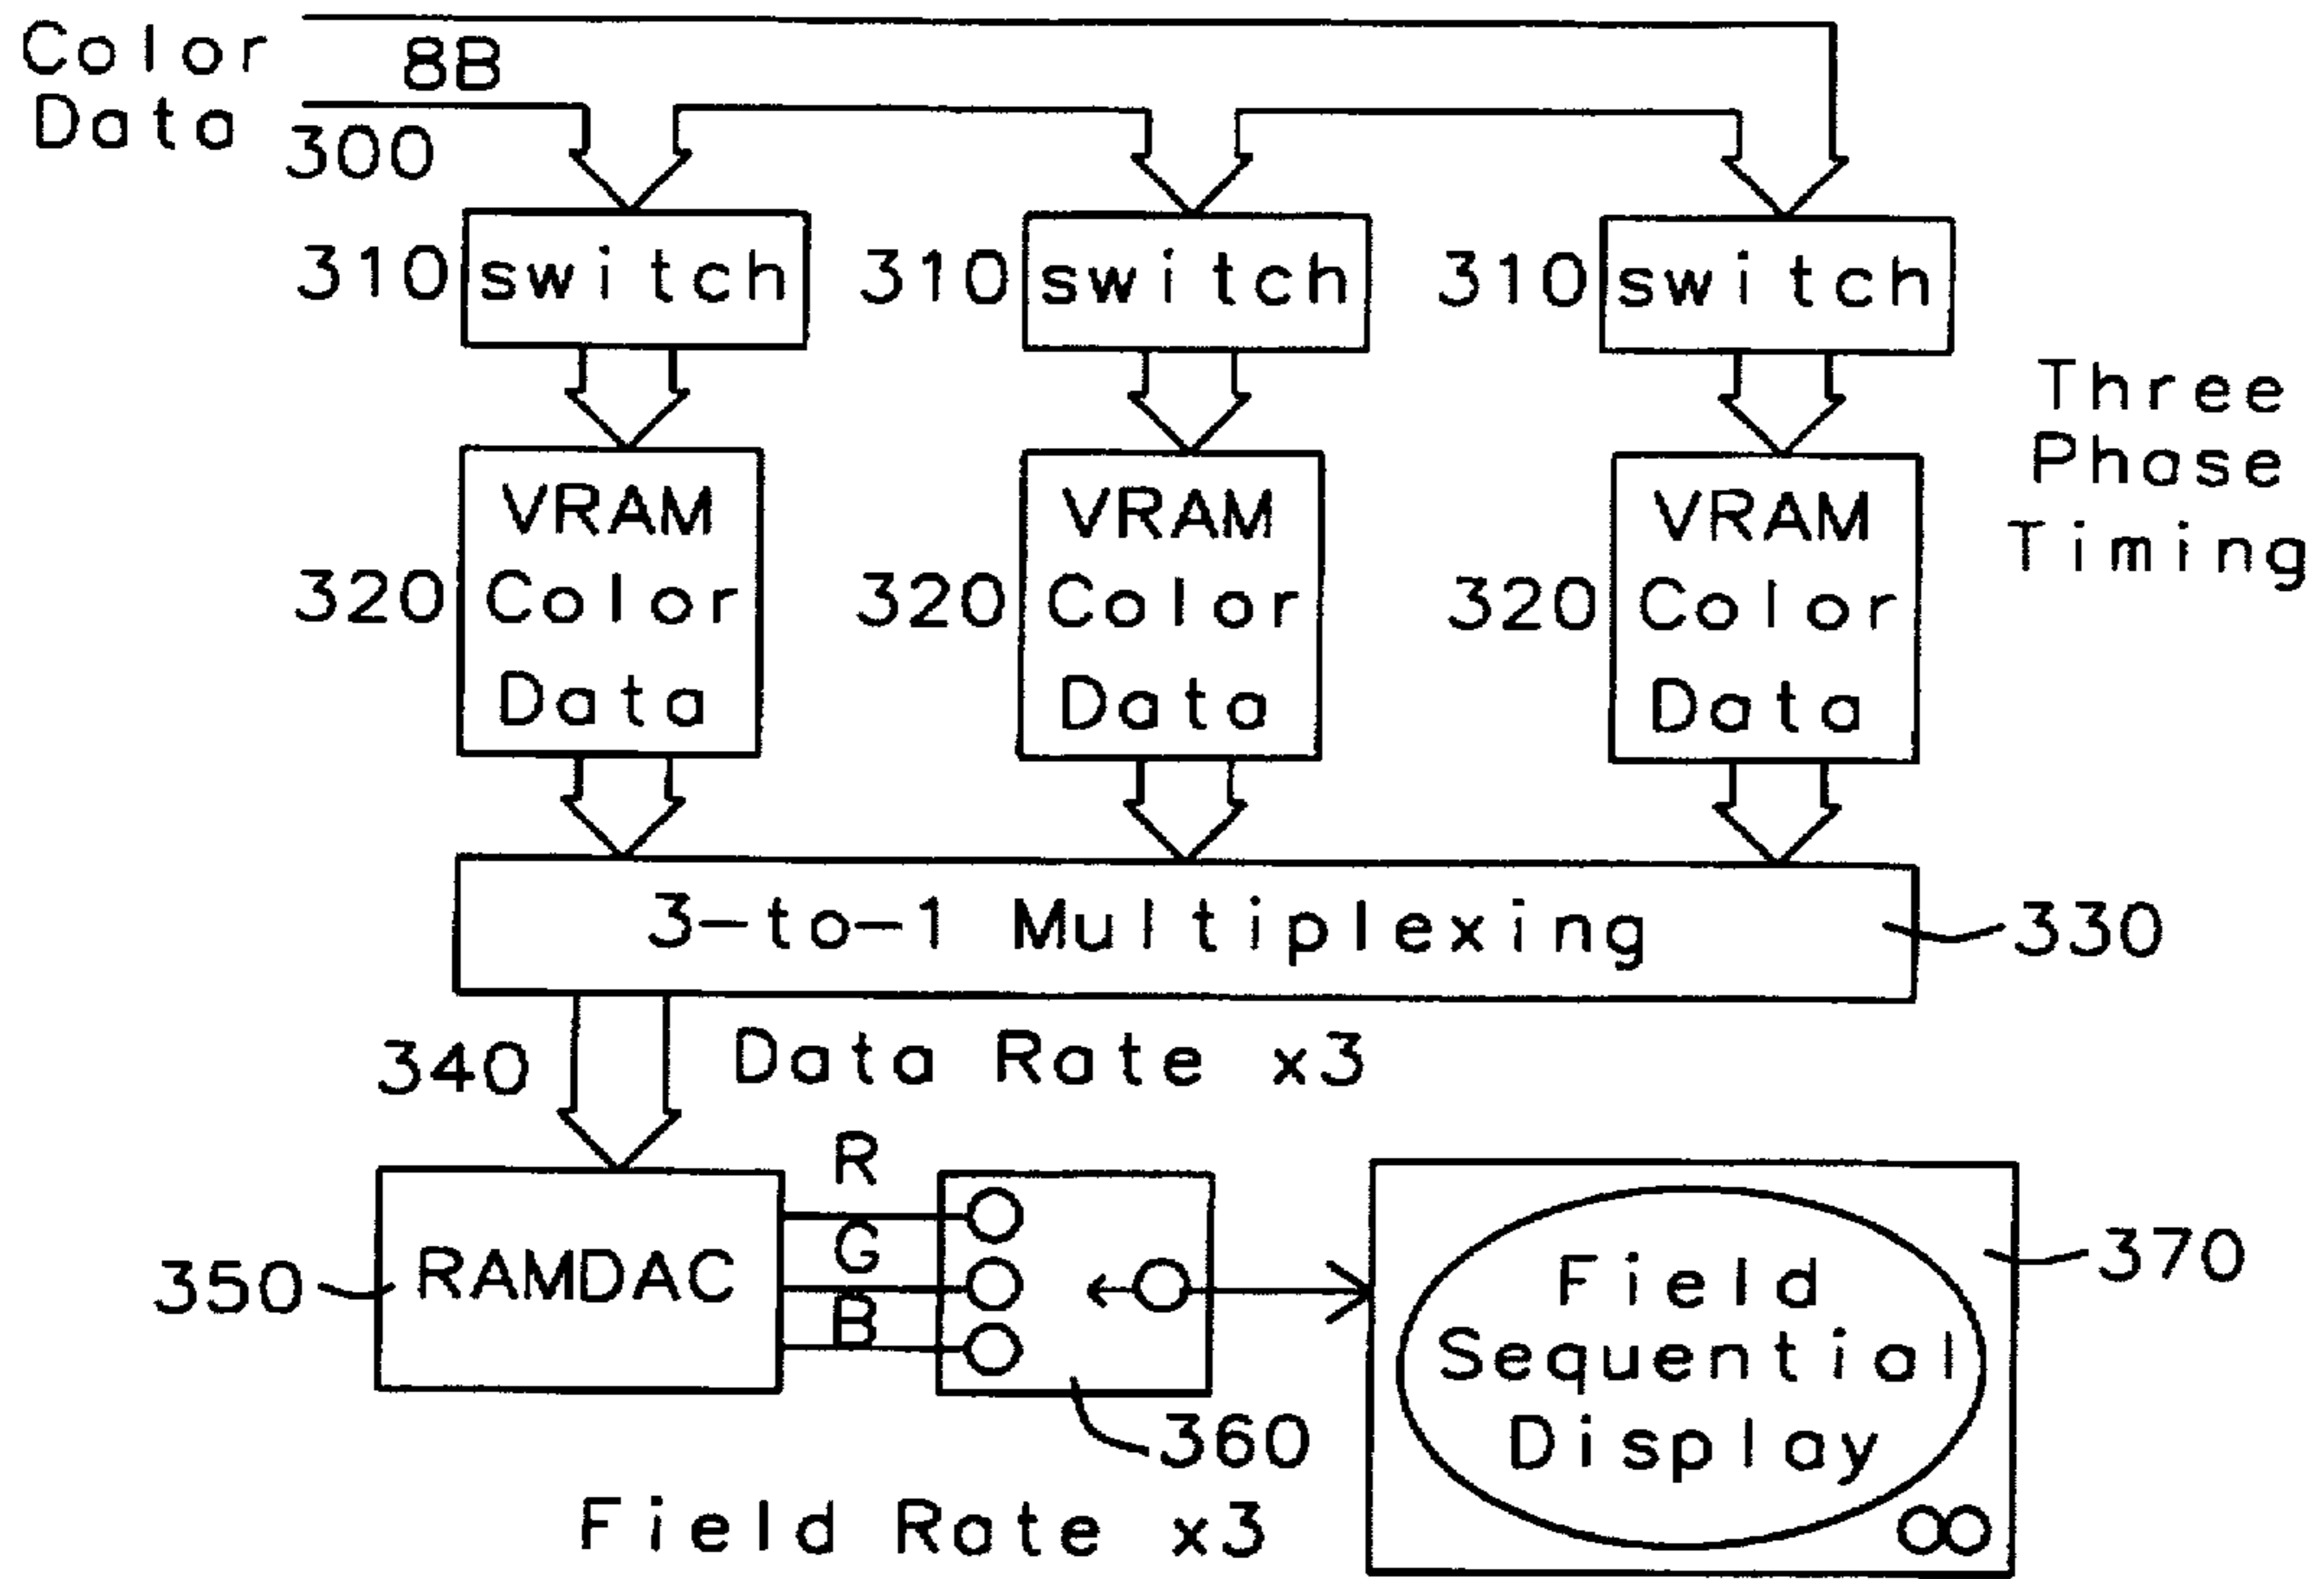 Color
Data
8B
300
310 switch 310 switch 310 switch
Three
Phase
Timing
320 VRAM
Color
Data
320 VRAM
Color
Data
320 VRAM
Color
Data
3-to-1 Multiplexing
330
340
Data Rate x3
350
RAMDAC
R
G
B
360
Field Rate x3
Field
Sequential
Display
370